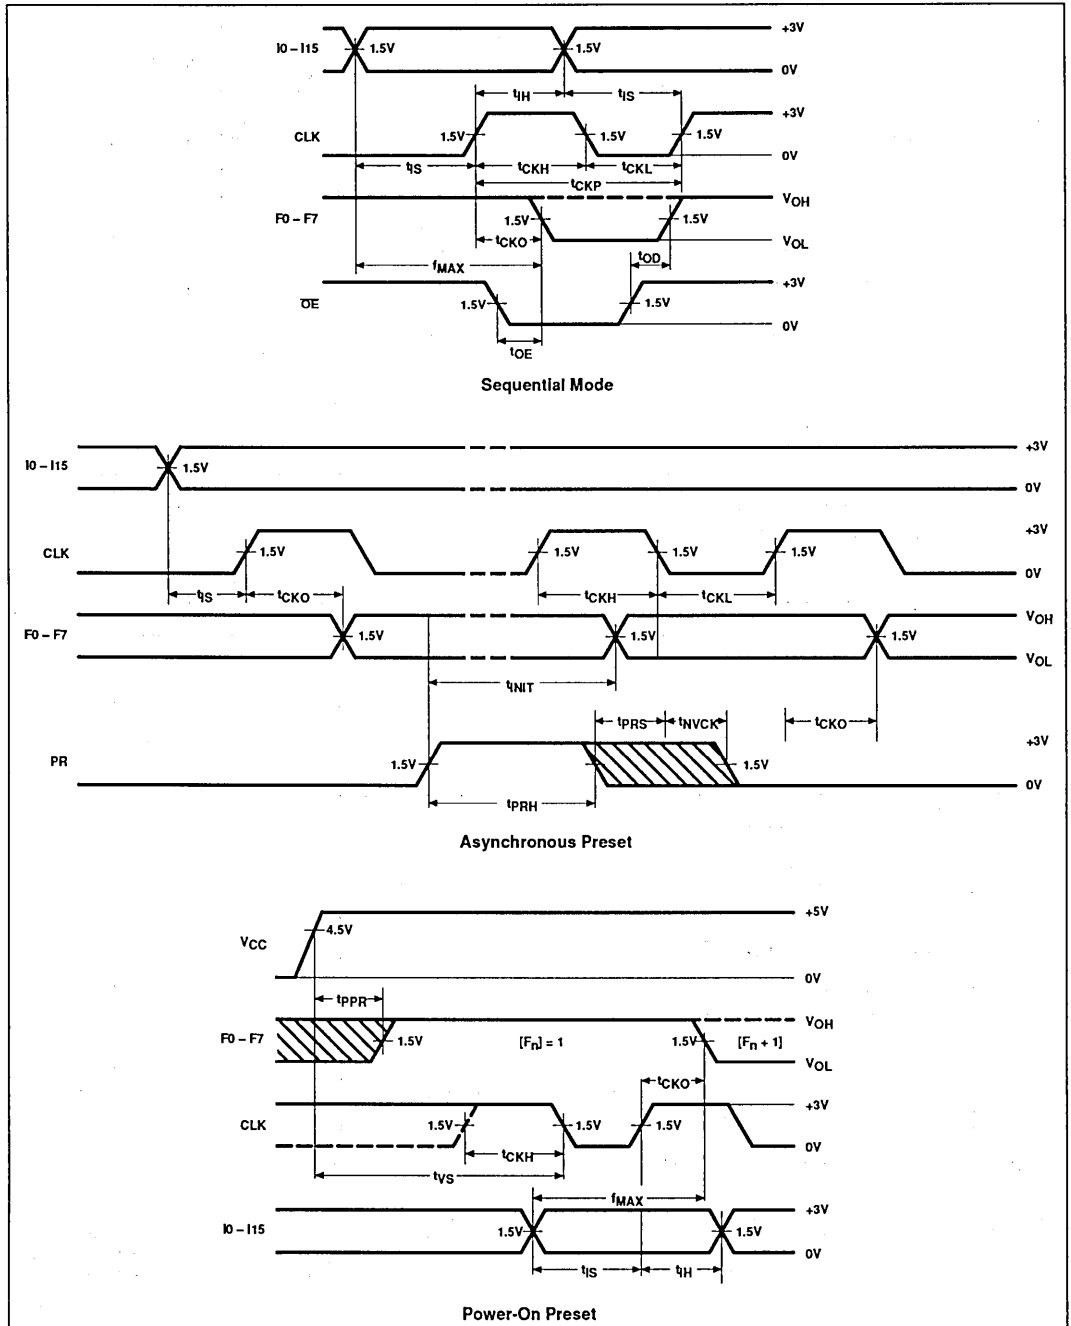 I0 – I15 1.5V 1.5V +3V
0V
tIH tIS
CLK 1.5V 1.5V 1.5V +3V
0V
tIS tCKH tCKL
tCKP
F0 – F7 1.5V 1.5V VOH
VOL
tCKO tOD
fMAX
OE 1.5V 1.5V +3V
0V
tOE
Sequential Mode
I0 – I15 1.5V +3V
0V
CLK 1.5V 1.5V 1.5V 1.5V +3V
0V
tIS tCKO tCKH tCKL
F0 – F7 1.5V 1.5V 1.5V VOH
VOL
tINIT
tPRS tNVCK tCKO
PR 1.5V 1.5V +3V
0V
tPRH
Asynchronous Preset
VCC 4.5V +5V
0V
tPPR
F0 – F7 1.5V [Fn] = 1 1.5V [Fn + 1] VOH
VOL
tCKO
CLK 1.5V 1.5V 1.5V +3V
0V
tCKH
tVS
fMAX
I0 – I15 1.5V 1.5V +3V
0V
tIS tIH
Power-On Preset